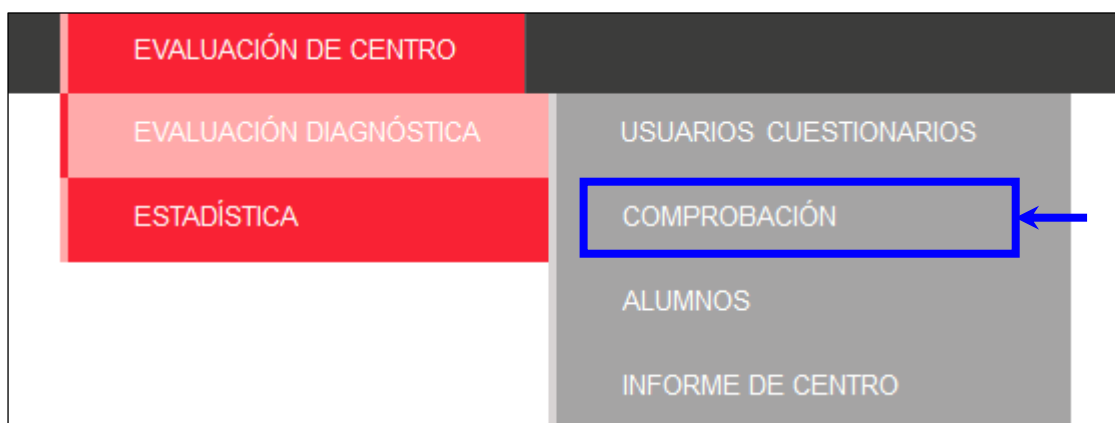 EVALUACIÓN DE CENTRO
EVALUACIÓN DIAGNÓSTICA
ESTADÍSTICA
USUARIOS CUESTIONARIOS
COMPROBACIÓN
ALUMNOS
INFORME DE CENTRO